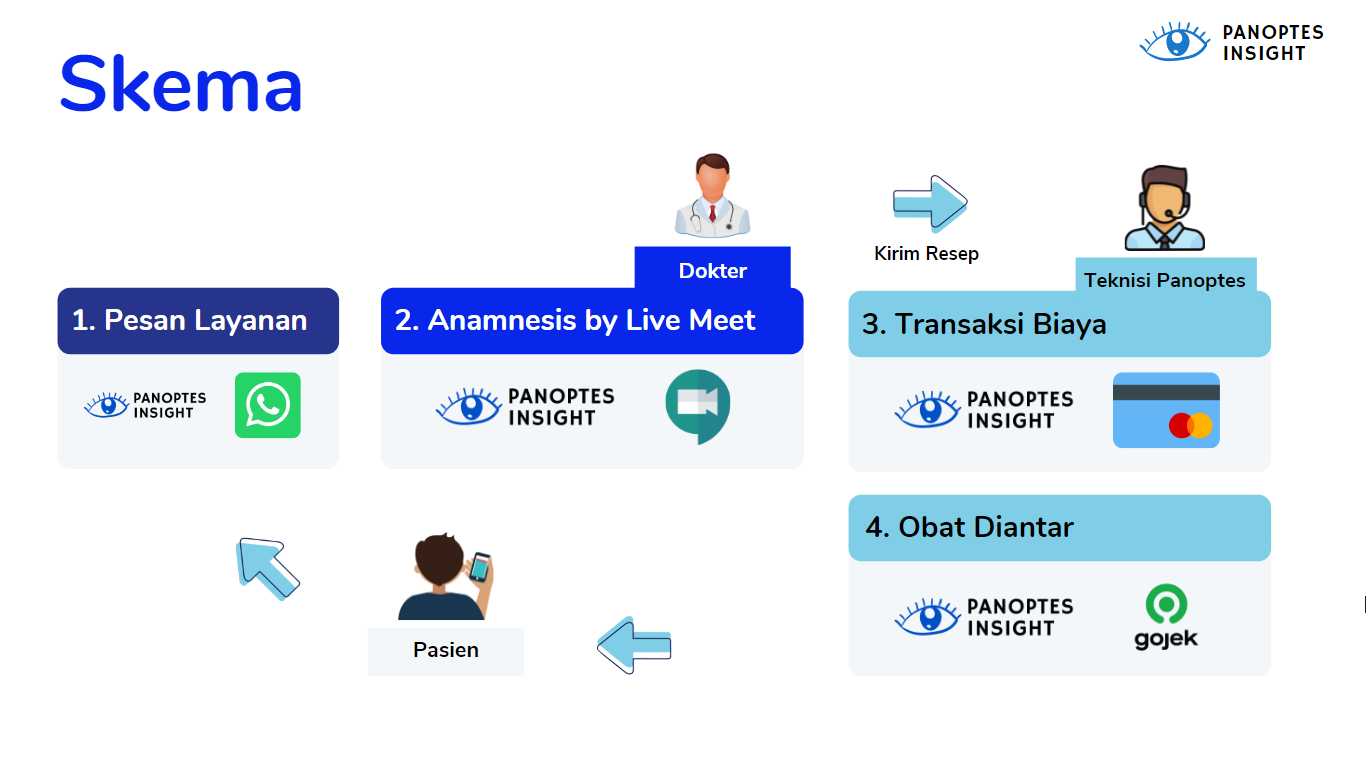 PANOPTES
INSIGHT
Skema
Dokter
Kirim Resep
Teknisi Panoptes
1. Pesan Layanan
PANOPTES
INSIGHT
2. Anamnesis by Live Meet
PANOPTES
INSIGHT
3. Transaksi Biaya
PANOPTES
INSIGHT
4. Obat Diantar
PANOPTES
INSIGHT
gojek
Pasien